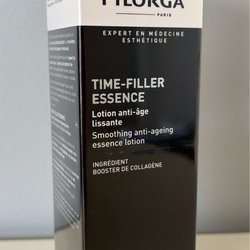 FILORGA
PARIS
EXPERT EN MÉDECINE
ESTHÉTIQUE
TIME-FILLER
ESSENCE
Lotion anti-âge
lissante
Smoothing anti-ageing
essence lotion
INGRÉDIENT
BOOSTER DE COLLAGÈNE